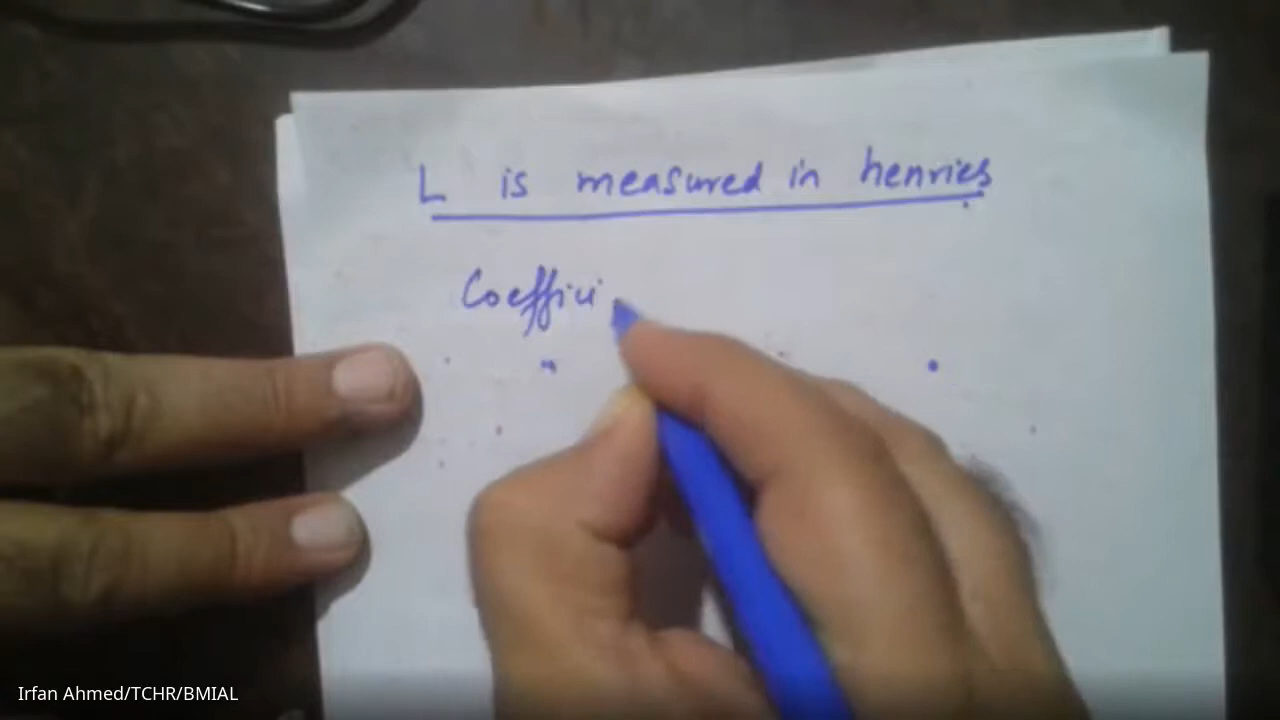 L is measured in henries
Coeffici
Irfan Ahmed/TCHR/BMIAL